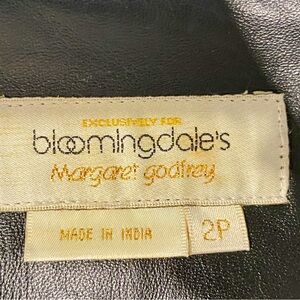 EXCLUSIVELY FOR
bloomingdale's
Margaret godfrey
MADE IN INDIA
2P